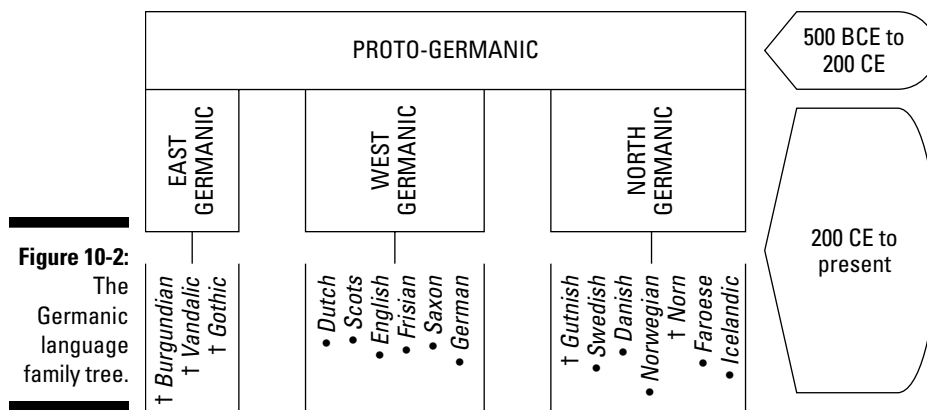 PROTO-GERMANIC
500 BCE to
200 CE
EAST
GERMANIC
WEST
GERMANIC
NORTH
GERMANIC
200 CE to
present
† Burgundian
† Vandalic
† Gothic
• Dutch
• Scots
• English
• Frisian
• Saxon
• German
† Gutnish
• Swedish
• Danish
• Norwegian
† Norn
• Faroese
• Icelandic
Figure 10-2:
The
Germanic
language
family tree.